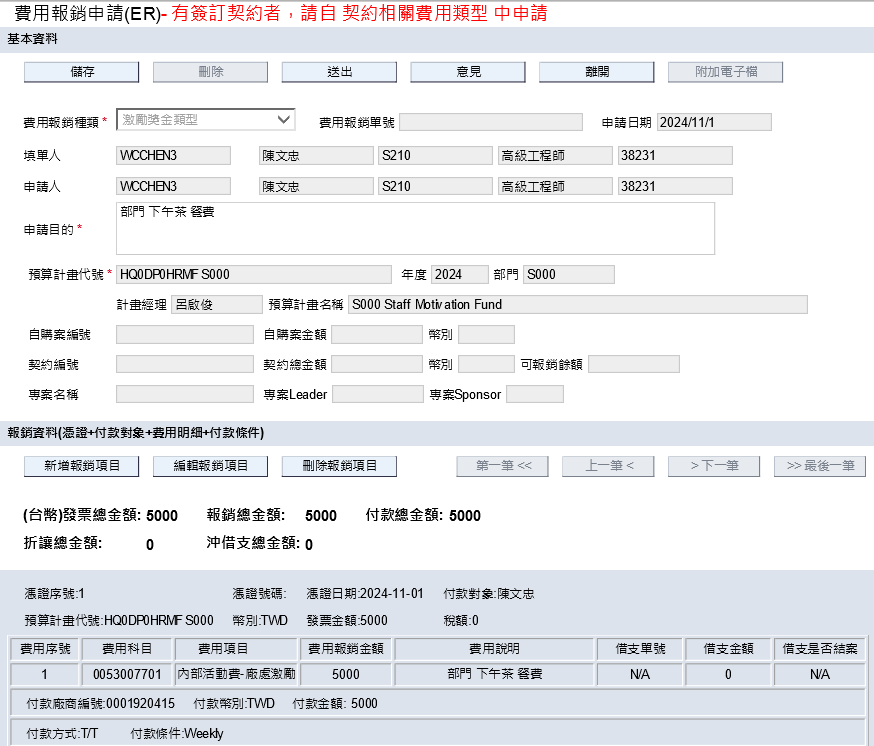 費用報銷申請(ER)- 有簽訂契約者，請自 契約相關費用類型 中申請
基本資料
儲存 刪除 送出 意見 離開 附加電子檔
費用報銷種類 * 激勵獎金類型 費用報銷單號 申請日期 2024/11/1
填單人 WCCHEN3 陳文忠 S210 高級工程師 38231
申請人 WCCHEN3 陳文忠 S210 高級工程師 38231
申請目的 * 部門 下午茶 餐費
預算計畫代號 * HQ0DP0HRMF S000 年度 2024 部門 S000
計畫經理 呂啟俊 預算計畫名稱 S000 Staff Motivation Fund
自購案編號 自購案金額 幣別
契約編號 契約總金額 幣別 可報銷餘額
專案名稱 專案Leader 專案Sponsor
報銷資料(憑證+付款對象+費用明細+付款條件)
新增報銷項目 編輯報銷項目 刪除報銷項目 第一筆 << 上一筆 < > 下一筆 >> 最後一筆
(台幣)發票總金額: 5000 報銷總金額: 5000 付款總金額: 5000
折讓總金額: 0 沖借支總金額: 0
憑證序號:1 憑證號碼: 憑證日期:2024-11-01 付款對象:陳文忠
預算計畫代號:HQ0DP0HRMF S000 幣別:TWD 發票金額:5000 稅額:0
費用序號 費用科目 費用項目 費用報銷金額 費用說明 借支單號 借支金額 借支是否結案
1 0053007701 內部活動費-廠處激勵 5000 部門 下午茶 餐費 N/A 0 N/A
付款廠商編號:0001920415 付款幣別:TWD 付款金額: 5000
付款方式:T/T 付款條件:Weekly